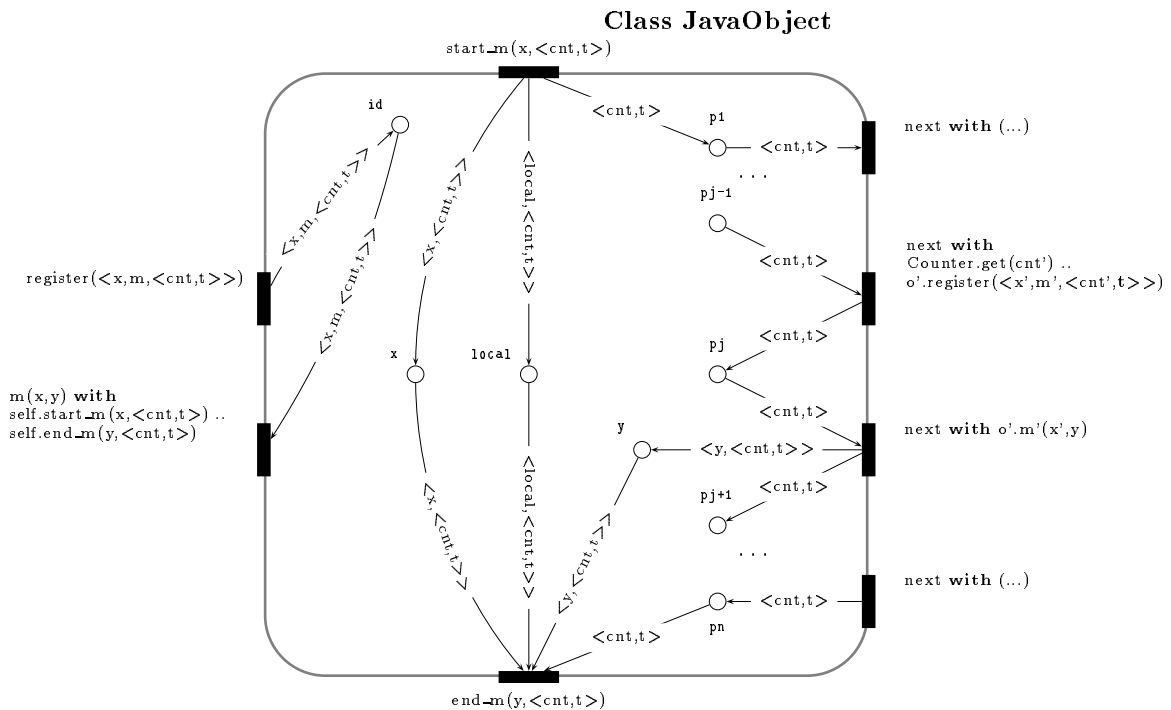 Class JavaObject
start_m(x,<cnt,t>)
id
<cnt,t>
p1
next with (...)
<cnt,t>
. . .
pj-1
<x,m,<cnt,t>>
<x,<cnt,t>>
<local,<cnt,t>>
next with
Counter.get(cnt') ..
o'.register(<x',m',<cnt',t>>)
<cnt,t>
register(<x,m,<cnt,t>>)
<x,m,<cnt,t>>
<cnt,t>
x
local
pj
m(x,y) with
self.start_m(x,<cnt,t>) ..
self.end_m(y,<cnt,t>)
<cnt,t>
y
<y,<cnt,t>>
next with o'.m'(x',y)
<cnt,t>
pj+1
<x,<cnt,t>>
<local,<cnt,t>>
<y,<cnt,t>>
. . .
next with (...)
<cnt,t>
pn
<cnt,t>
end_m(y,<cnt,t>)